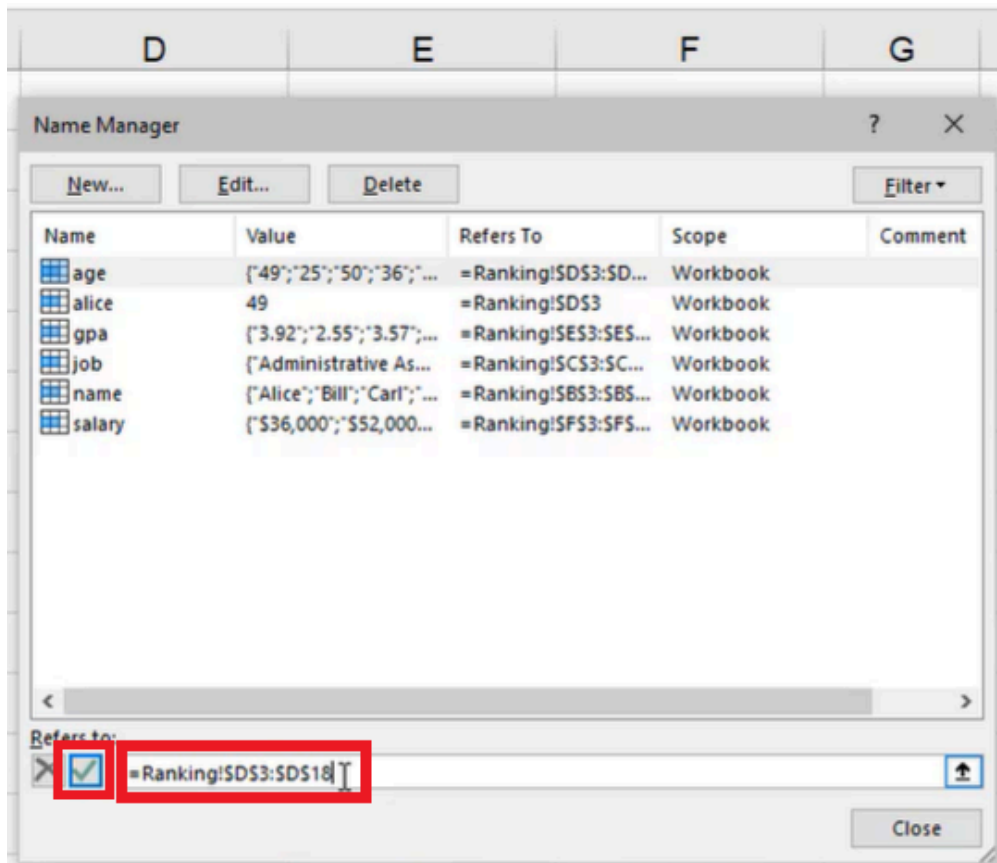 D E F G
Name Manager ? X
New... Edit... Delete Filter
Name Value Refers To Scope Comment
age {"49";"25";"50";"36";"... =Ranking!$D$3:$D... Workbook
alice 49 =Ranking!$D$3 Workbook
gpa {"3.92";"2.55";"3.57";... =Ranking!$E$3:$E$... Workbook
job {"Administrative As... =Ranking!$C$3:$C... Workbook
name {"Alice";"Bill";"Carl";"... =Ranking!$B$3:$B$... Workbook
salary {"$36,000";"$52,000... =Ranking!$F$3:$F$... Workbook
Refers to:
=Ranking!$D$3:$D$18
Close